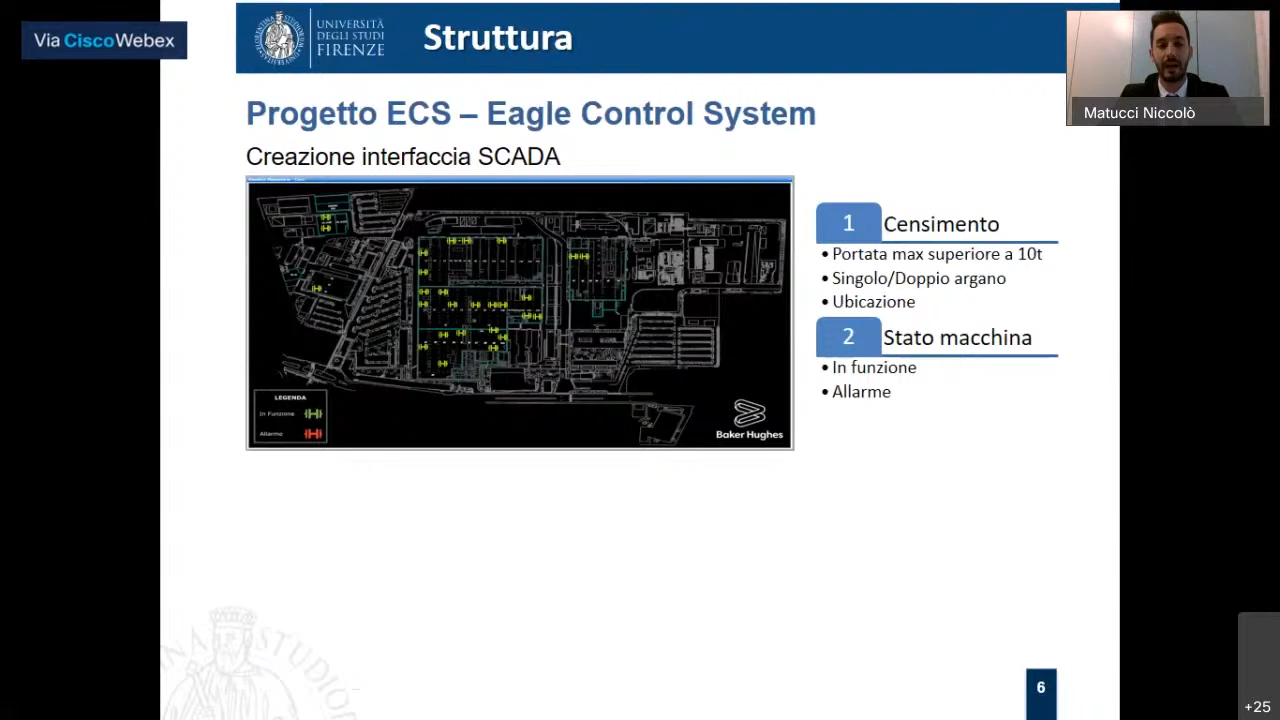 Via Cisco Webex
UNIVERSITÀ
DEGLI STUDI
FIRENZE
Struttura
Matucci Niccolò
Progetto ECS – Eagle Control System
Creazione interfaccia SCADA
1 Censimento
• Portata max superiore a 10t
• Singolo/Doppio argano
• Ubicazione
2 Stato macchina
• In funzione
• Allarme
LEGENDA
In Funzione
Allarme
Baker Hughes
6
+25